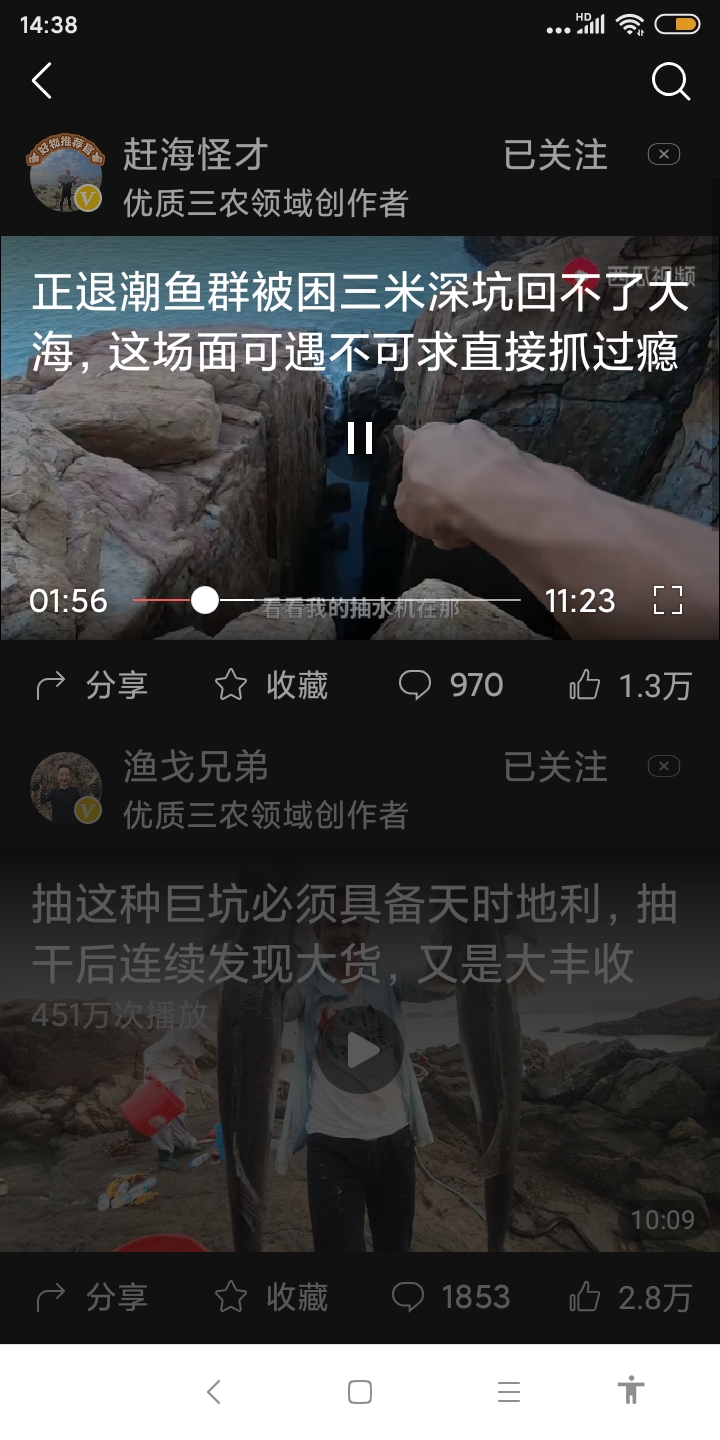 14:38
HD
好物推荐官
赶海怪才
已关注
V
优质三农领域创作者
西瓜视频
正退潮鱼群被困三米深坑回不了大
海，这场面可遇不可求直接抓过瘾
01:56
看看我的抽水机在那
11:23
分享
收藏
970
1.3万
渔戈兄弟
已关注
V
优质三农领域创作者
抽这种巨坑必须具备天时地利，抽
干后连续发现大货，又是大丰收
451万次播放
10:09
分享
收藏
1853
2.8万